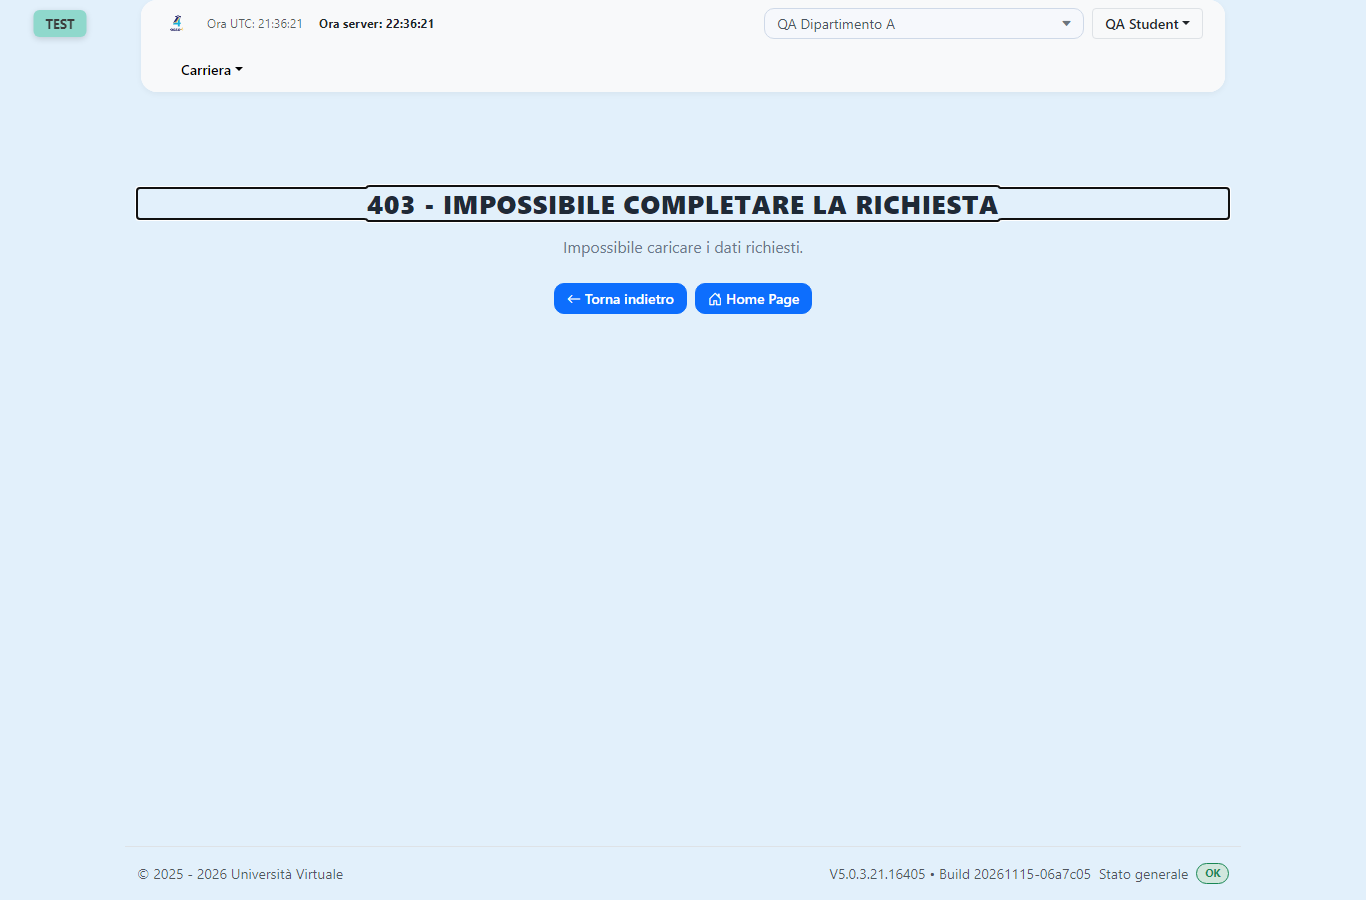 TEST
Ora UTC: 21:36:21 Ora server: 22:36:21 QA Dipartimento A QA Student
Carriera
403 - IMPOSSIBILE COMPLETARE LA RICHIESTA
Impossibile caricare i dati richiesti.
Torna indietro Home Page
© 2025 - 2026 Università Virtuale V5.0.3.21.16405 • Build 20261115-06a7c05 Stato generale OK